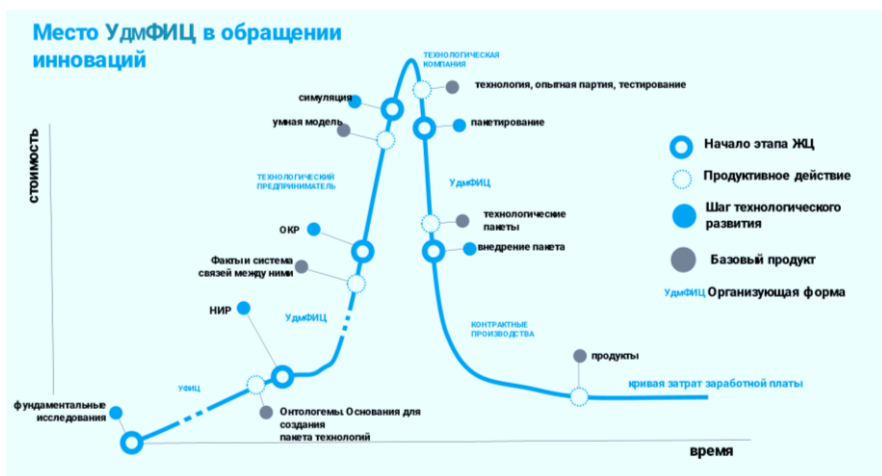 Место УдмФИЦ в обращении
инноваций
ТЕХНОЛОГИЧЕСКАЯ
КОМПАНИЯ
технология, опытная партия, тестирование
симуляция
умная модель
пакетирование
стоимость
Начало этапа ЖЦ
ТЕХНОЛОГИЧЕСКИЙ
ПРЕДПРИНИМАТЕЛЬ
УдмФИЦ
Продуктивное действие
Шаг технологического
развития
технологические
пакеты
ОКР
внедрение пакета
Факты и система
связей между ними
Базовый продукт
УдмФИЦ Организующая форма
НИР
УдмФИЦ
КОНТРАКТНЫЕ
ПРОИЗВОДСТВА
продукты
УФИЦ
кривая затрат заработной платы
фундаментальные
исследования
Онтологемы. Основания для
создания
пакета технологий
время